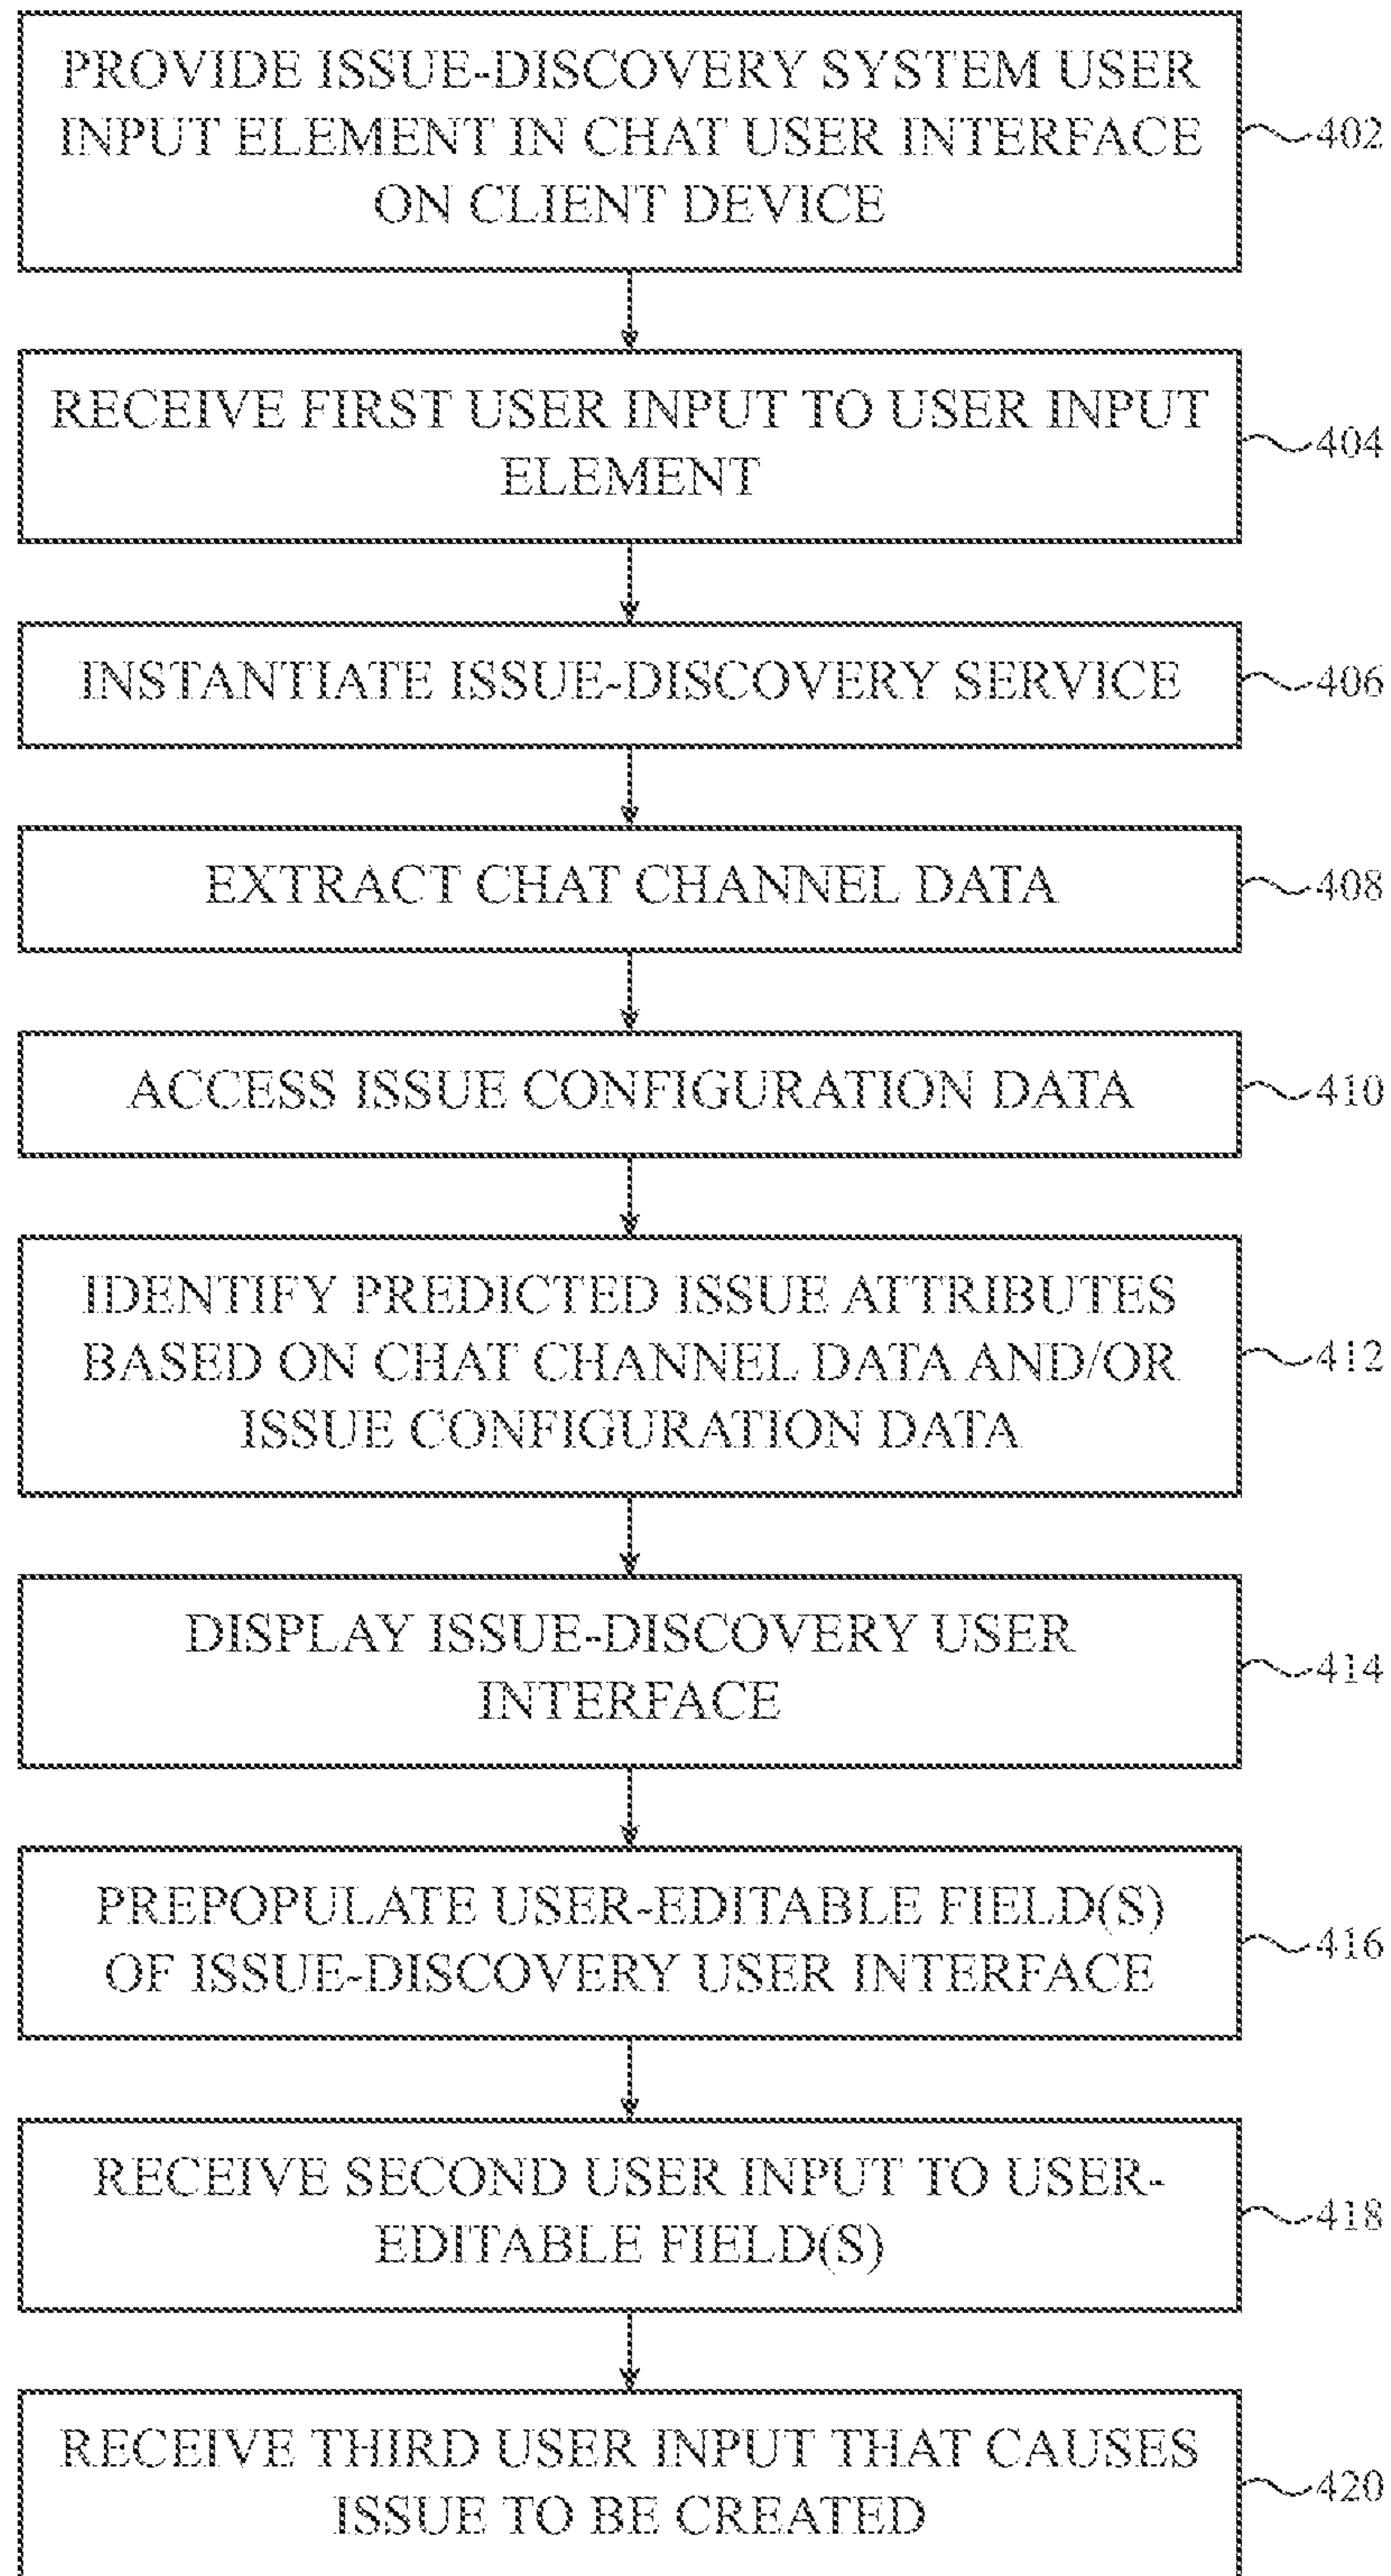 PROVIDE ISSUE-DISCOVERY SYSTEM USER
INPUT ELEMENT IN CHAT USER INTERFACE
ON CLIENT DEVICE
402
RECEIVE FIRST USER INPUT TO USER INPUT
ELEMENT
404
INSTANTIATE ISSUE-DISCOVERY SERVICE
406
EXTRACT CHAT CHANNEL DATA
408
ACCESS ISSUE CONFIGURATION DATA
410
IDENTIFY PREDICTED ISSUE ATTRIBUTES
BASED ON CHAT CHANNEL DATA AND/OR
ISSUE CONFIGURATION DATA
412
DISPLAY ISSUE-DISCOVERY USER
INTERFACE
414
PREPOPULATE USER-EDITABLE FIELD(S)
OF ISSUE-DISCOVERY USER INTERFACE
416
RECEIVE SECOND USER INPUT TO USER-
EDITABLE FIELD(S)
418
RECEIVE THIRD USER INPUT THAT CAUSES
ISSUE TO BE CREATED
420